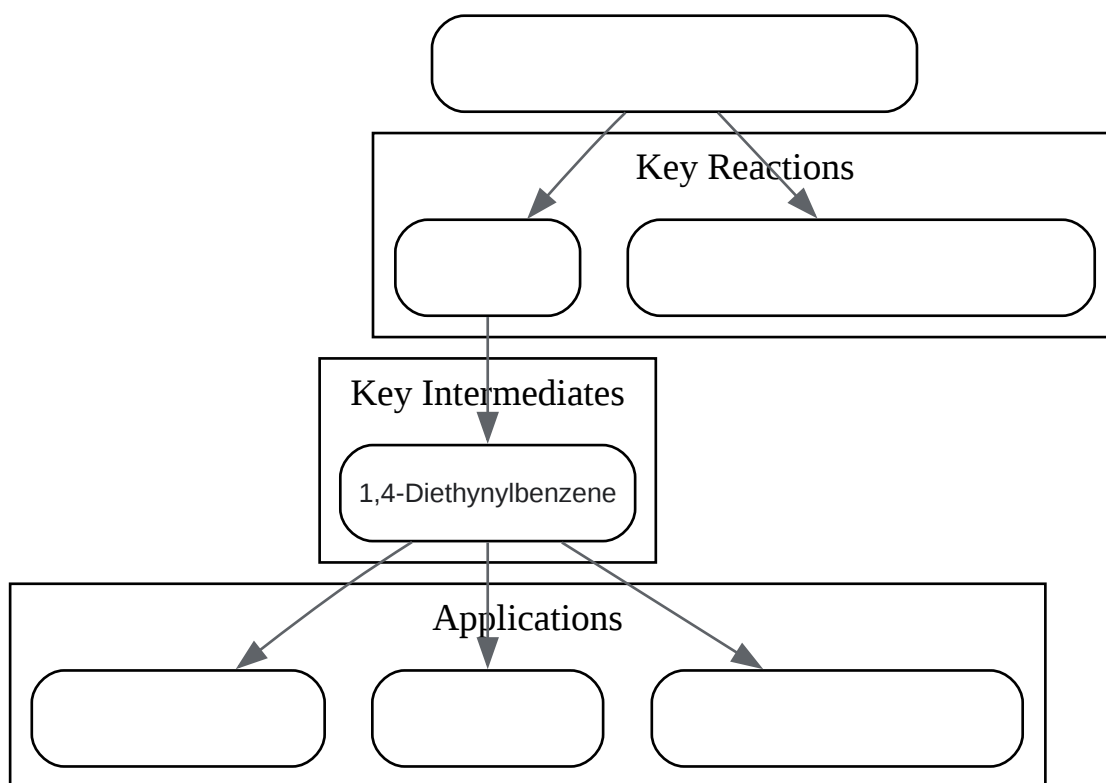 Key Reactions
Key Intermediates
1,4-Diethynylbenzene
Applications